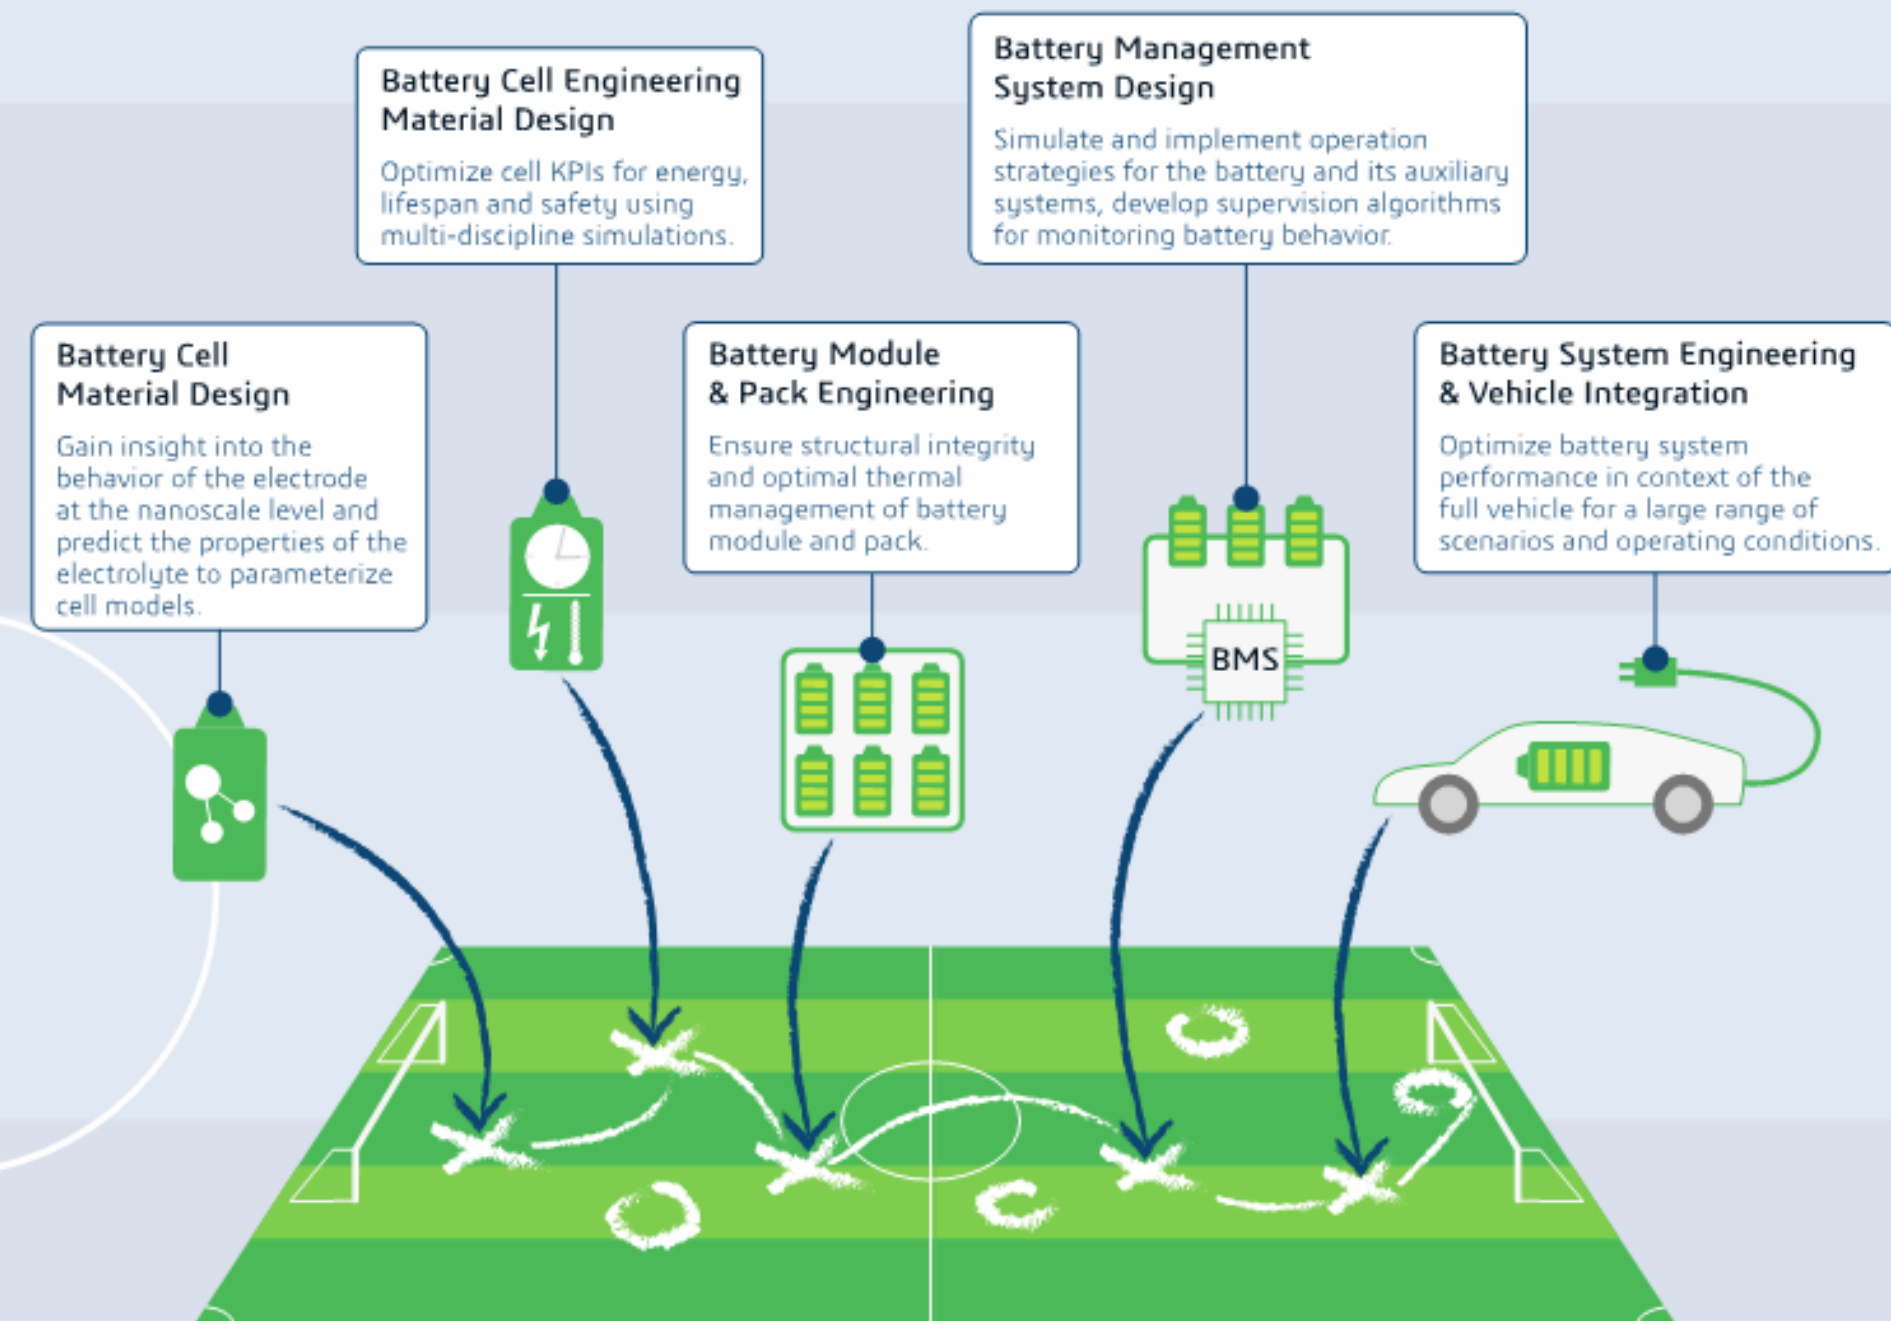 Battery Cell
Material Design
Gain insight into the
behavior of the electrode
at the nanoscale level and
predict the properties of the
electrolyte to parameterize
cell models.
Battery Cell Engineering
Material Design
Optimize cell KPIs for energy,
lifespan and safety using
multi-discipline simulations.
Battery Module
& Pack Engineering
Ensure structural integrity
and optimal thermal
management of battery
module and pack.
Battery Management
System Design
Simulate and implement operation
strategies for the battery and its auxiliary
systems, develop supervision algorithms
for monitoring battery behavior.
BMS
Battery System Engineering
& Vehicle Integration
Optimize battery system
performance in context of the
full vehicle for a large range of
scenarios and operating conditions.